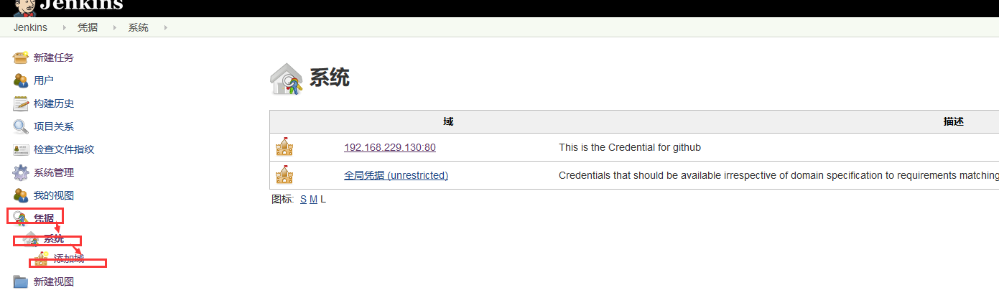 Jenkins
Jenkins 凭据 系统
新建任务
用户
构建历史
项目关系
检查文件指纹
系统管理
我的视图
凭据
系统
添加域
新建视图
系统
域 描述
192.168.229.130:80 This is the Credential for github
全局凭据 (unrestricted) Credentials that should be available irrespective of domain specification to requirements matching
图标: S M L